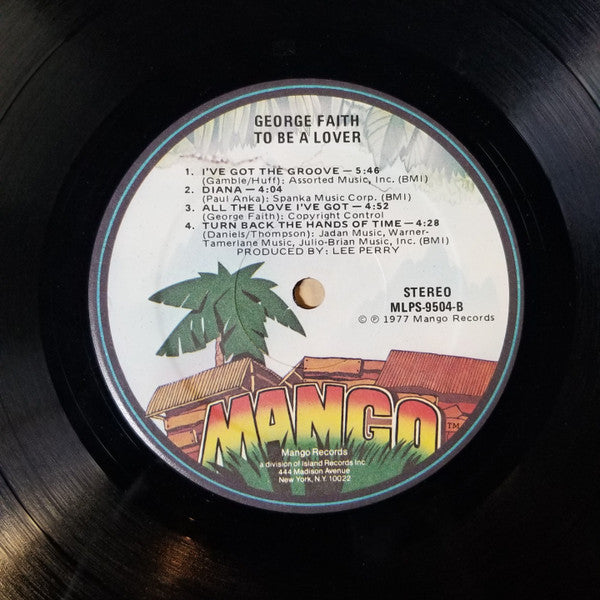 GEORGE FAITH
TO BE A LOVER
1. I'VE GOT THE GROOVE — 5:46
(Gamble/Huff): Assorted Music, Inc. (BMI)
2. DIANA — 4:04
(Paul Anka): Spanka Music Corp. (BMI)
3. ALL THE LOVE I'VE GOT — 4:52
(George Faith): Copyright Control
4. TURN BACK THE HANDS OF TIME — 4:28
(Daniels/Thompson): Jadan Music, Warner-
Tamerlane Music, Julio-Brian Music, Inc. (BMI)
PRODUCED BY: LEE PERRY
STEREO
MLPS-9504-B
© ℗ 1977 Mango Records
MANGO TM
Mango Records
a division of Island Records Inc.
444 Madison Avenue
New York, N.Y. 10022